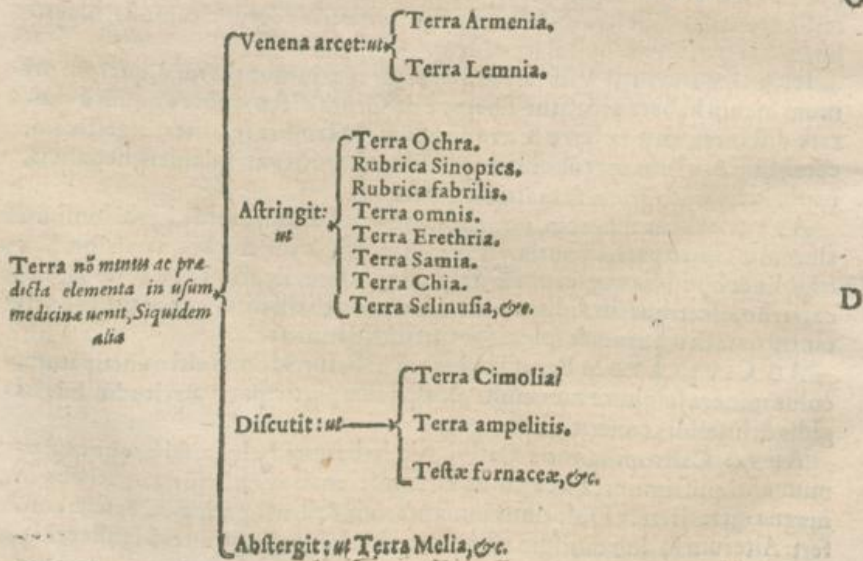 Venena arcet: ut
Terra Armenia.
Terra Lemnia.
Astringit:
ut
Terra Ochra.
Rubrica Sinopica.
Rubrica fabrilis.
Terra omnis.
Terra Erethria.
Terra Samia.
Terra Chia.
Terra Selinusia, &c.
Terra nõ minus ac præ
dicta elementa in usum
medicinæ uenit, Siquidem
alia
D
Discutit: ut
Terra Cimolia
Terra ampelitis.
Testæ fornaceæ, &c.
Abstergit: ut Terra Melia, &c.